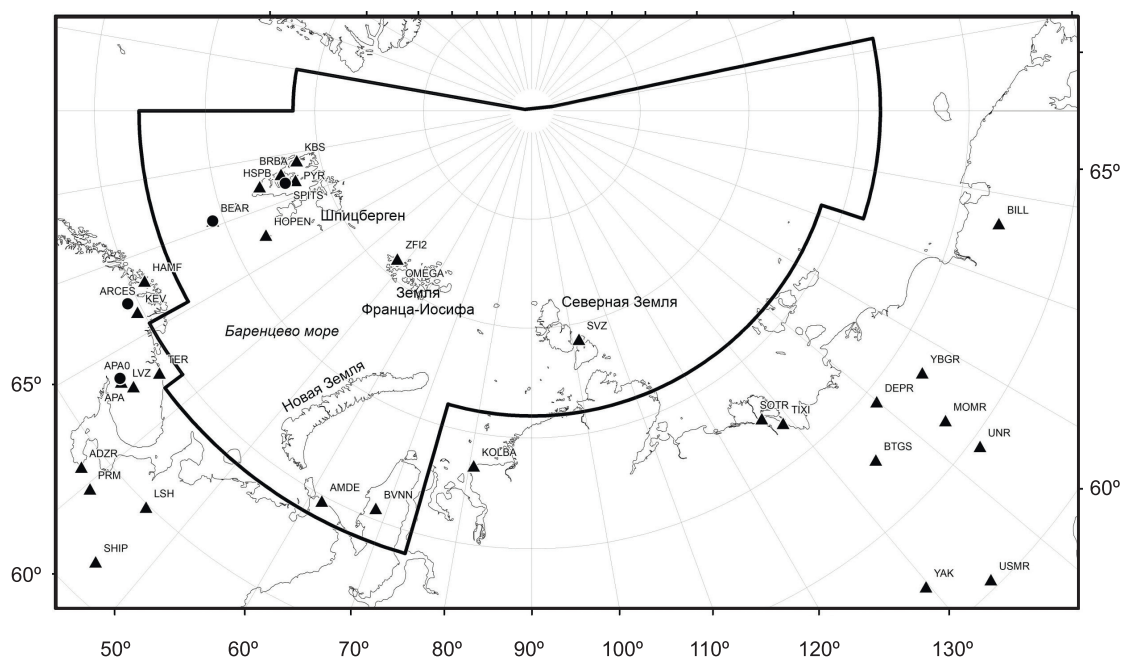 65º
65º
60º
60º
KBS
BRBA
HSPB
PYR
SPITS
BEAR
Шпицберген
HOPEN
BILL
ZFI2
OMEGA
HAMF
ARCES
KEV
Земля
Франца-Иосифа
Северная Земля
SVZ
Баренцево море
TER
APA0
LVZ
APA
Новая Земля
YBGR
DEPR
SOTR
TIXI
MOMR
UNR
BTGS
ADZR
PRM
LSH
KOLBA
AMDE
BVNN
SHIP
YAK
USMR
50º
60º
70º
80º
90º
100º
110º
120º
130º